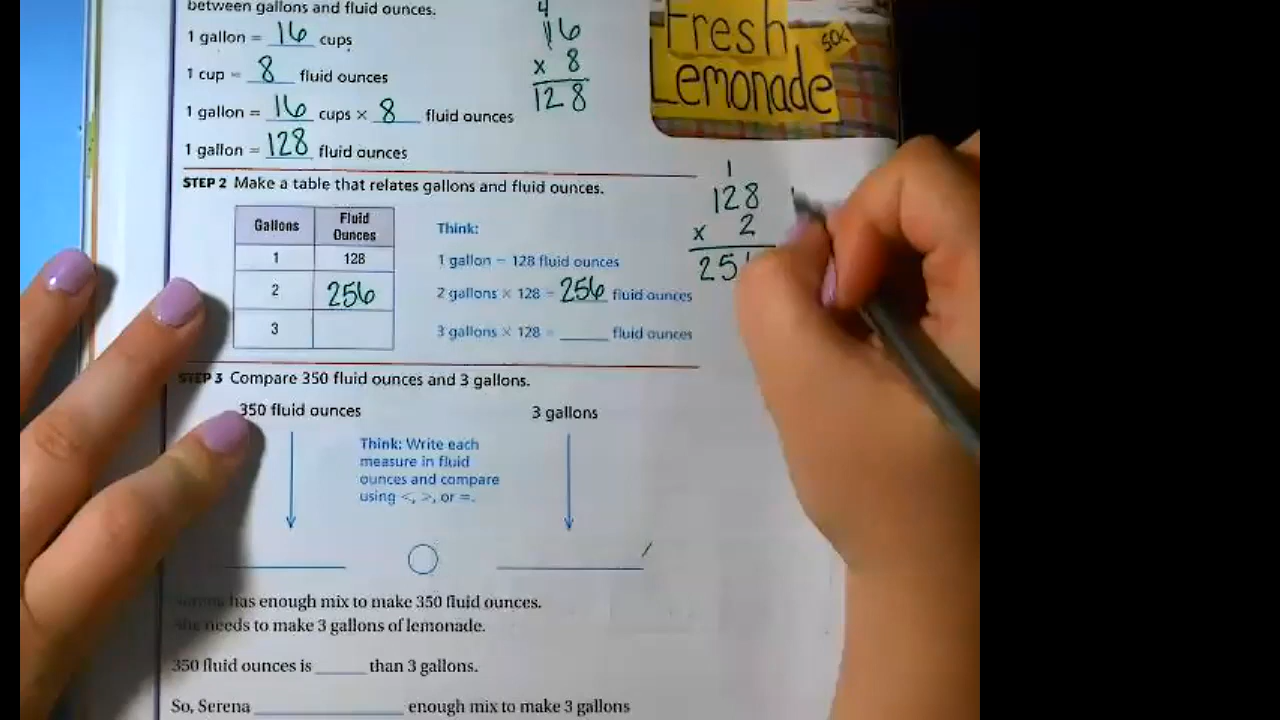 between gallons and fluid ounces.
1 gallon = 16 cups
1 cup = 8 fluid ounces
1 gallon = 16 cups × 8 fluid ounces
1 gallon = 128 fluid ounces
4
16
x 8
128
Fresh
Lemonade
50¢
STEP 2 Make a table that relates gallons and fluid ounces.
Gallons Fluid Ounces
1 128
2 256
3
Think:
1 gallon = 128 fluid ounces
2 gallons × 128 = 256 fluid ounces
3 gallons × 128 = ____ fluid ounces
1
128
x 2
25
STEP 3 Compare 350 fluid ounces and 3 gallons.
350 fluid ounces
3 gallons
Think: Write each
measure in fluid
ounces and compare
using <, >, or =.
has enough mix to make 350 fluid ounces.
needs to make 3 gallons of lemonade.
350 fluid ounces is ____ than 3 gallons.
So, Serena ____ enough mix to make 3 gallons